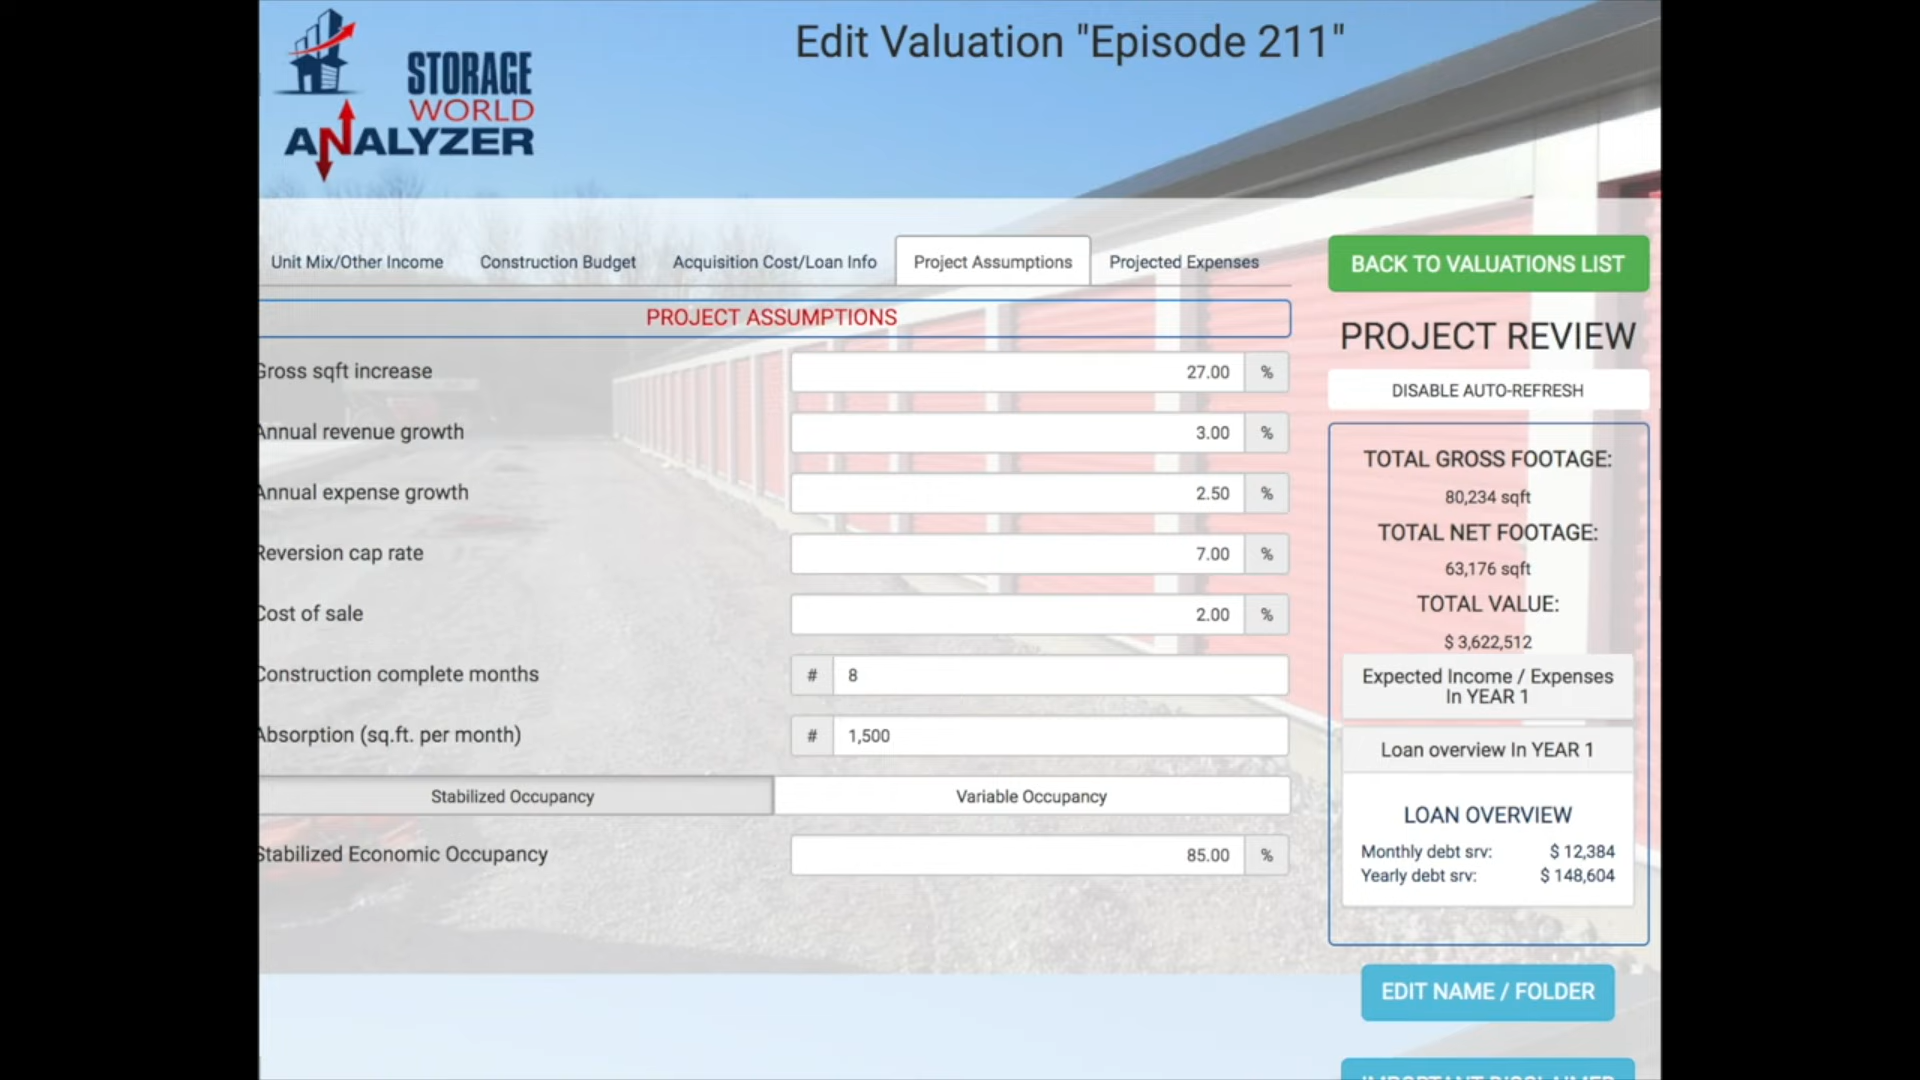 STORAGE
WORLD
ANALYZER
Edit Valuation "Episode 211"
Unit Mix/Other Income
Construction Budget
Acquisition Cost/Loan Info
Project Assumptions
Projected Expenses
PROJECT ASSUMPTIONS
Gross sqft increase
27.00 %
Annual revenue growth
3.00 %
Annual expense growth
2.50 %
Reversion cap rate
7.00 %
Cost of sale
2.00 %
Construction complete months
# 8
Absorption (sq.ft. per month)
# 1,500
Stabilized Occupancy
Variable Occupancy
Stabilized Economic Occupancy
85.00 %
BACK TO VALUATIONS LIST
PROJECT REVIEW
DISABLE AUTO-REFRESH
TOTAL GROSS FOOTAGE:
80,234 sqft
TOTAL NET FOOTAGE:
63,176 sqft
TOTAL VALUE:
$ 3,622,512
Expected Income / Expenses
In YEAR 1
Loan overview In YEAR 1
LOAN OVERVIEW
Monthly debt srv: $ 12,384
Yearly debt srv: $ 148,604
EDIT NAME / FOLDER
IMPORTANT DISCLAIMER